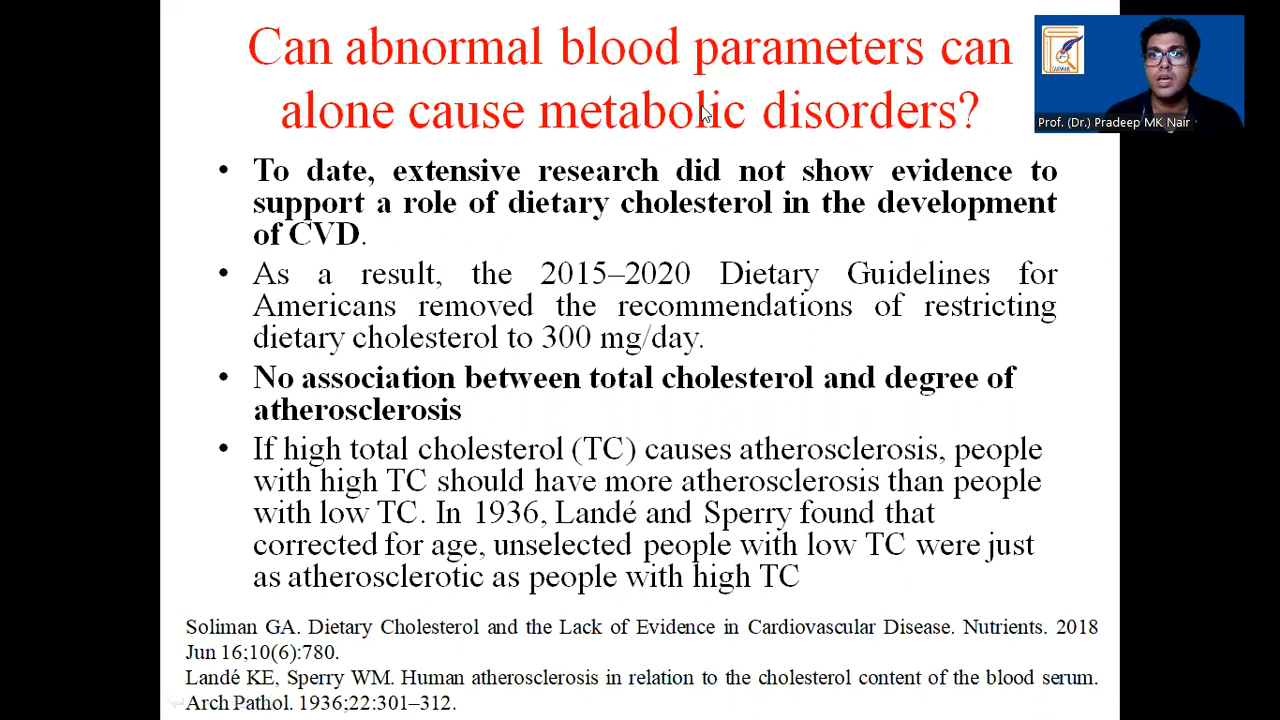 Can abnormal blood parameters can
alone cause metabolic disorders?
Prof. (Dr.) Pradeep MK Nair
• To date, extensive research did not show evidence to
support a role of dietary cholesterol in the development
of CVD.
• As a result, the 2015–2020 Dietary Guidelines for
Americans removed the recommendations of restricting
dietary cholesterol to 300 mg/day.
• No association between total cholesterol and degree of
atherosclerosis
• If high total cholesterol (TC) causes atherosclerosis, people
with high TC should have more atherosclerosis than people
with low TC. In 1936, Landé and Sperry found that
corrected for age, unselected people with low TC were just
as atherosclerotic as people with high TC
Soliman GA. Dietary Cholesterol and the Lack of Evidence in Cardiovascular Disease. Nutrients. 2018
Jun 16;10(6):780.
Landé KE, Sperry WM. Human atherosclerosis in relation to the cholesterol content of the blood serum.
Arch Pathol. 1936;22:301–312.